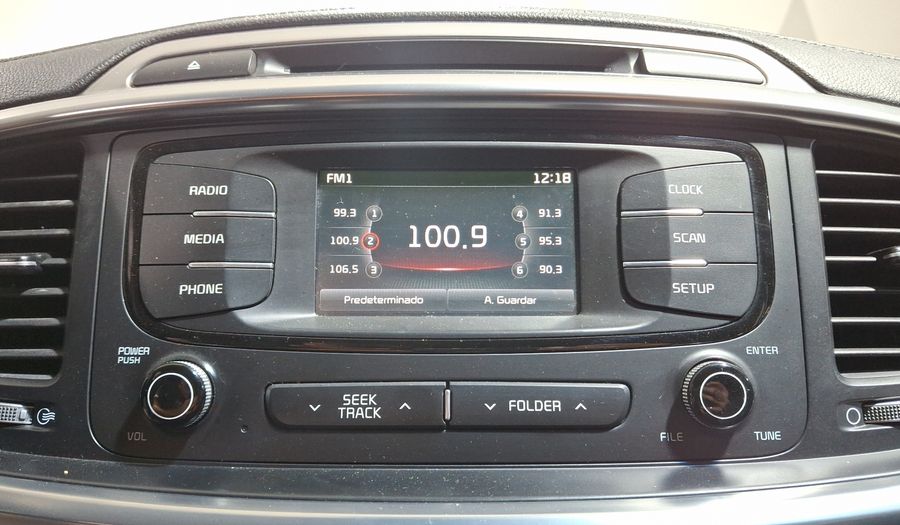 FM1 12:18
RADIO
MEDIA
PHONE
99.3 1
100.9 2
106.5 3
100.9
4 91.3
5 95.3
6 90.3
Predeterminado A. Guardar
CLOCK
SCAN
SETUP
POWER
PUSH
VOL
SEEK
TRACK
FOLDER
ENTER
FILE TUNE